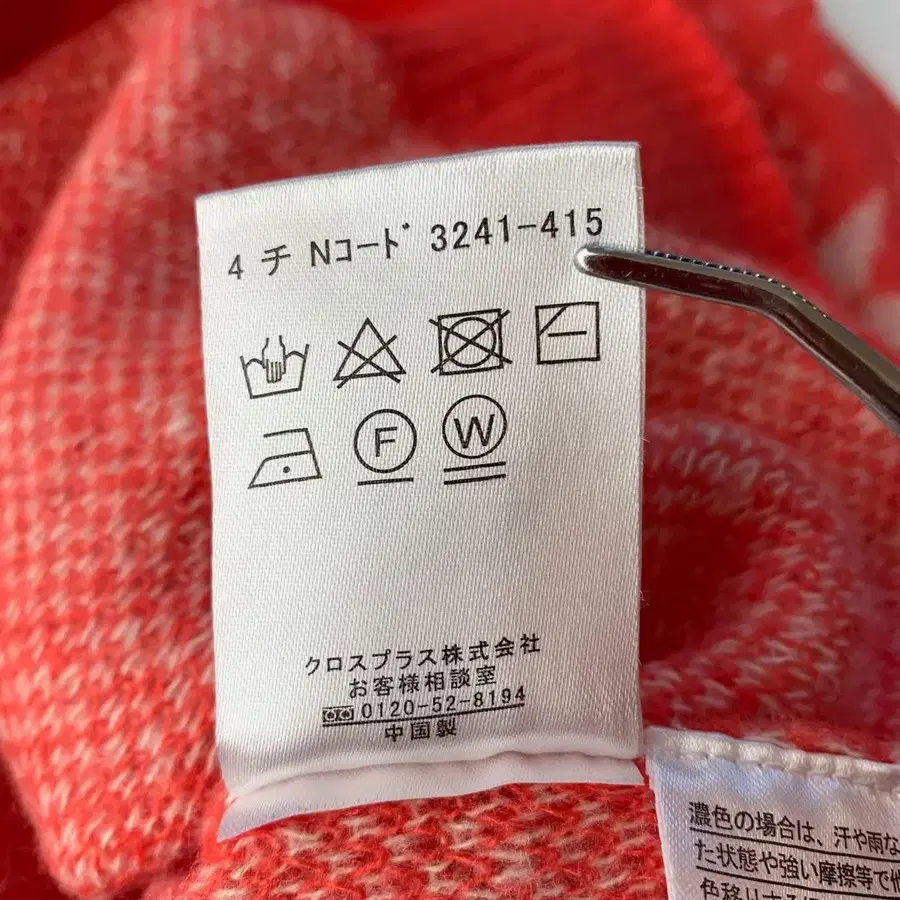 4 チ Nコード 3241-415
F W
クロスプラス株式会社
お客様相談室
0120-52-8194
中国製
濃色の場合は、汗や雨な
た状態や強い摩擦等で他